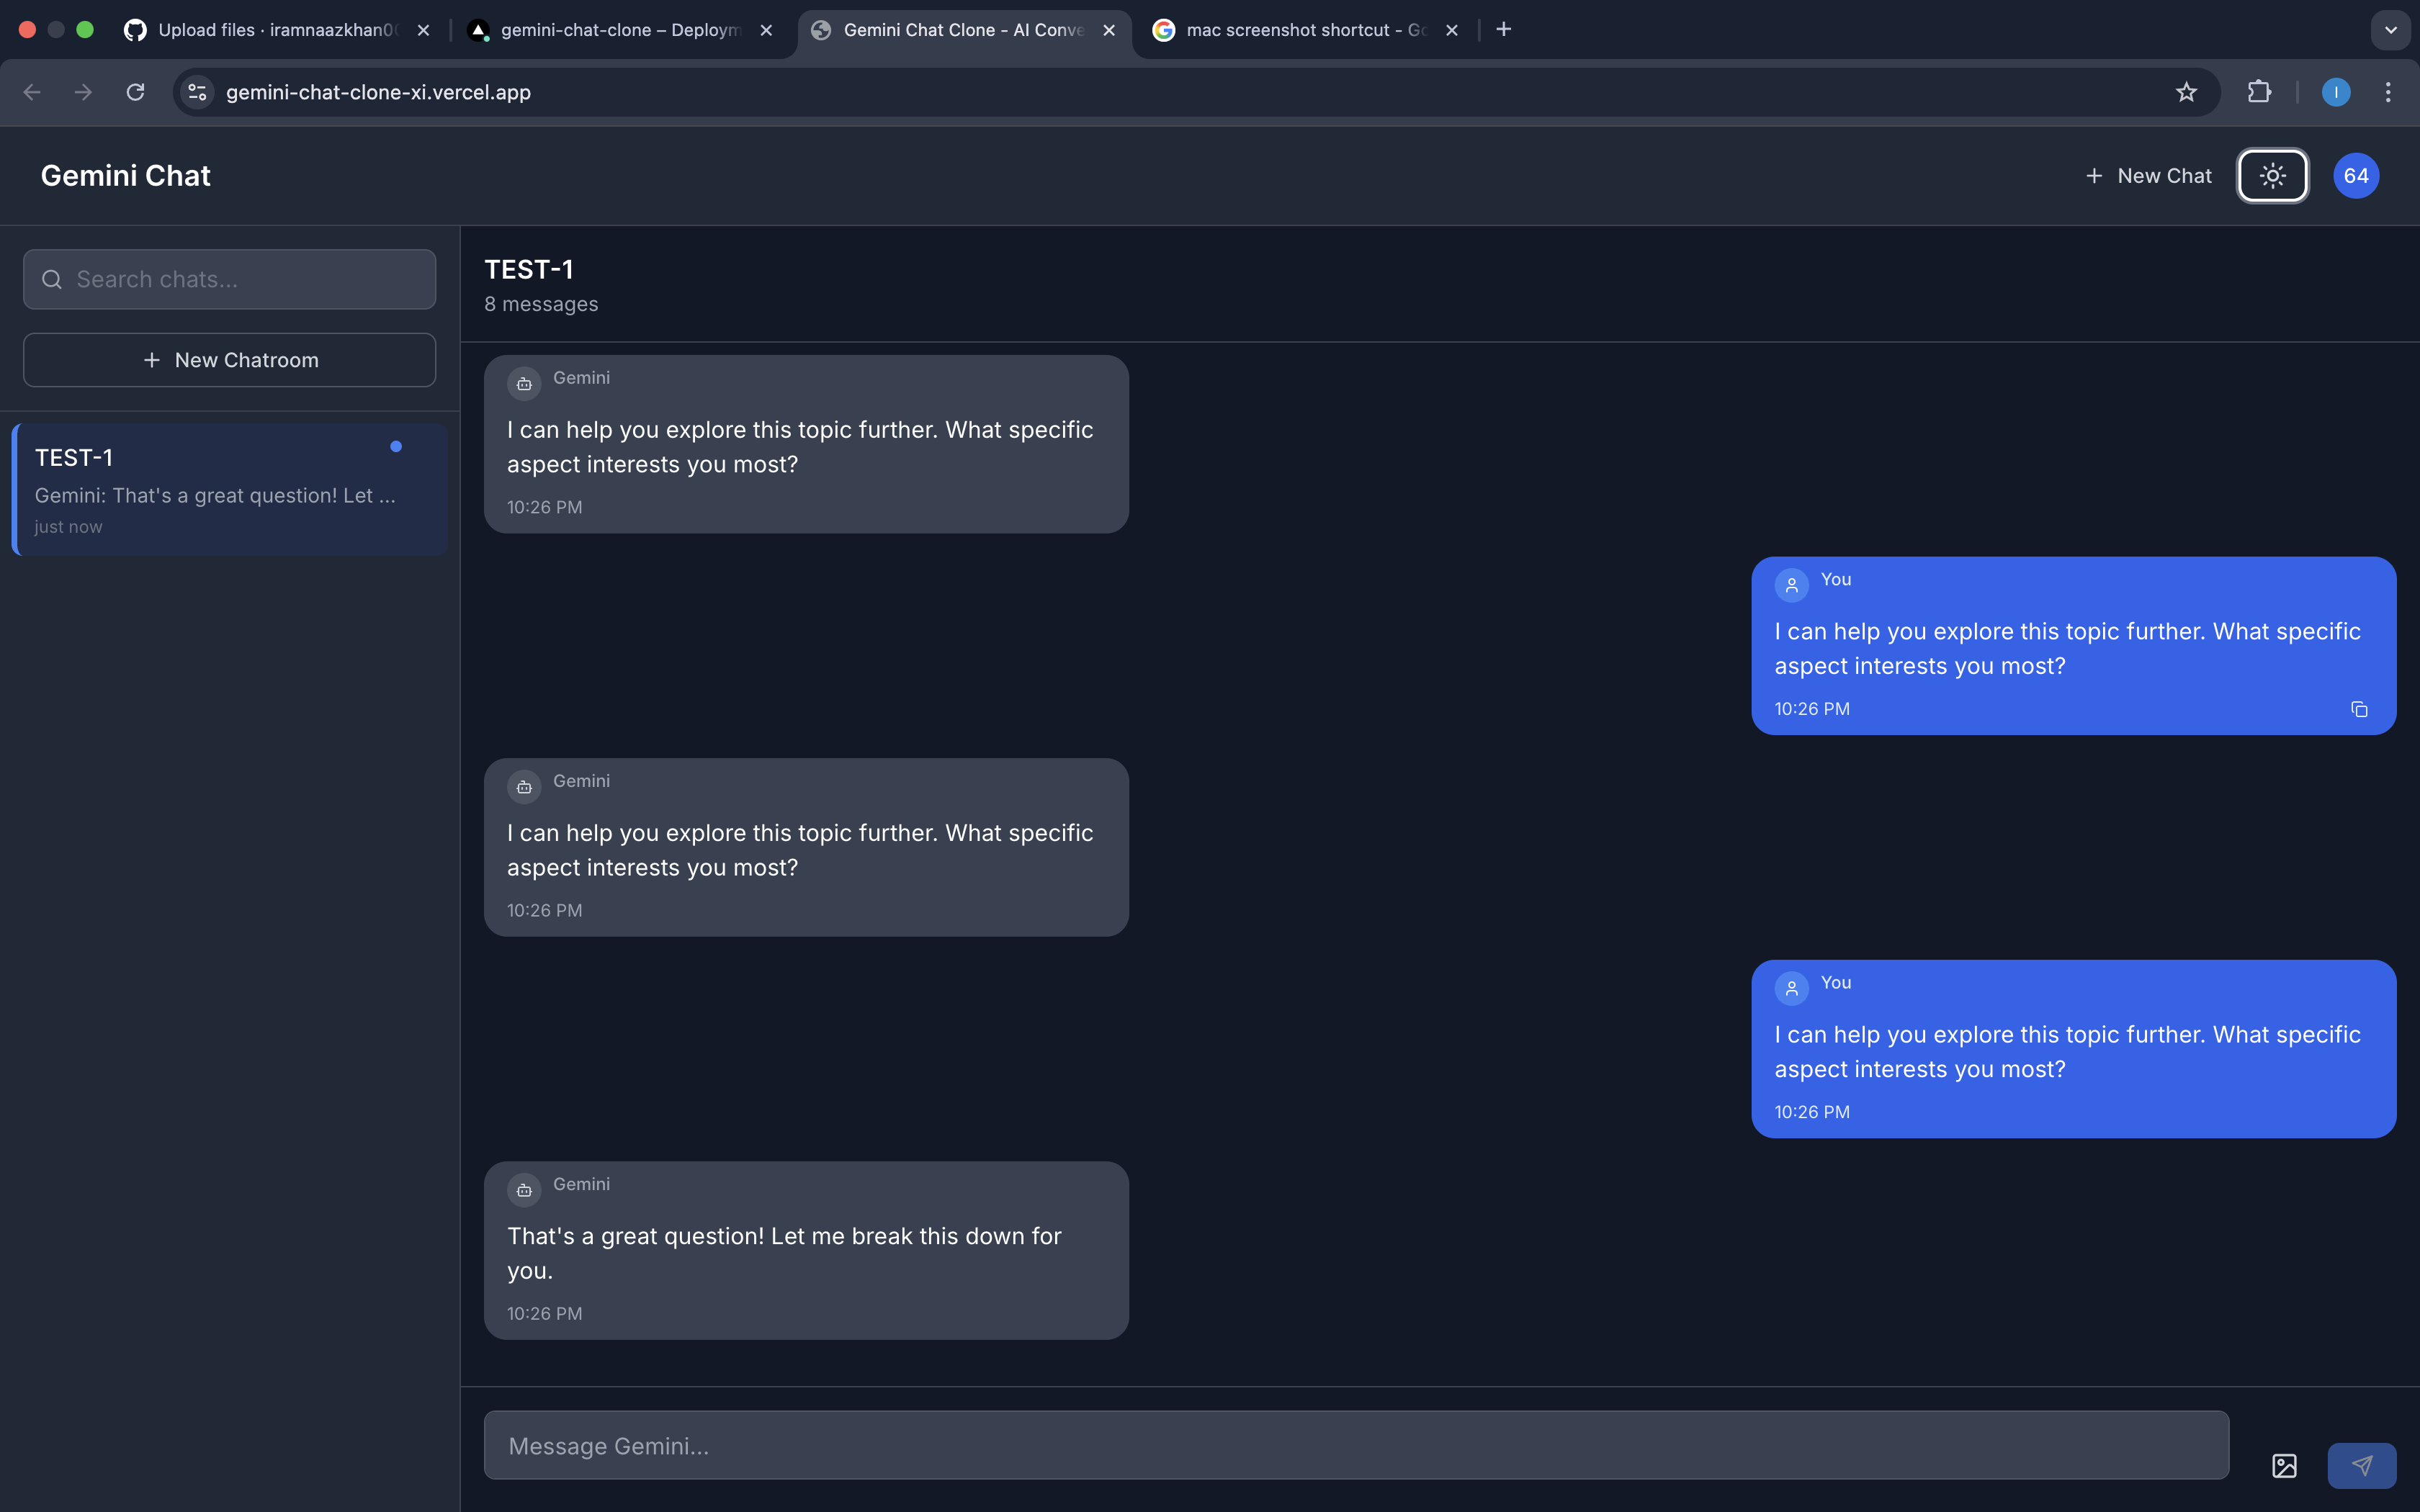 Upload files · iramnaazkhan0
gemini-chat-clone – Deploym
Gemini Chat Clone - AI Conve
mac screenshot shortcut - Go
gemini-chat-clone-xi.vercel.app
I
Gemini Chat
New Chat
64
Search chats...
New Chatroom
TEST-1
Gemini: That's a great question! Let ...
just now
TEST-1
8 messages
Gemini
I can help you explore this topic further. What specific
aspect interests you most?
10:26 PM
You
I can help you explore this topic further. What specific
aspect interests you most?
10:26 PM
Gemini
I can help you explore this topic further. What specific
aspect interests you most?
10:26 PM
You
I can help you explore this topic further. What specific
aspect interests you most?
10:26 PM
Gemini
That's a great question! Let me break this down for
you.
10:26 PM
Message Gemini...